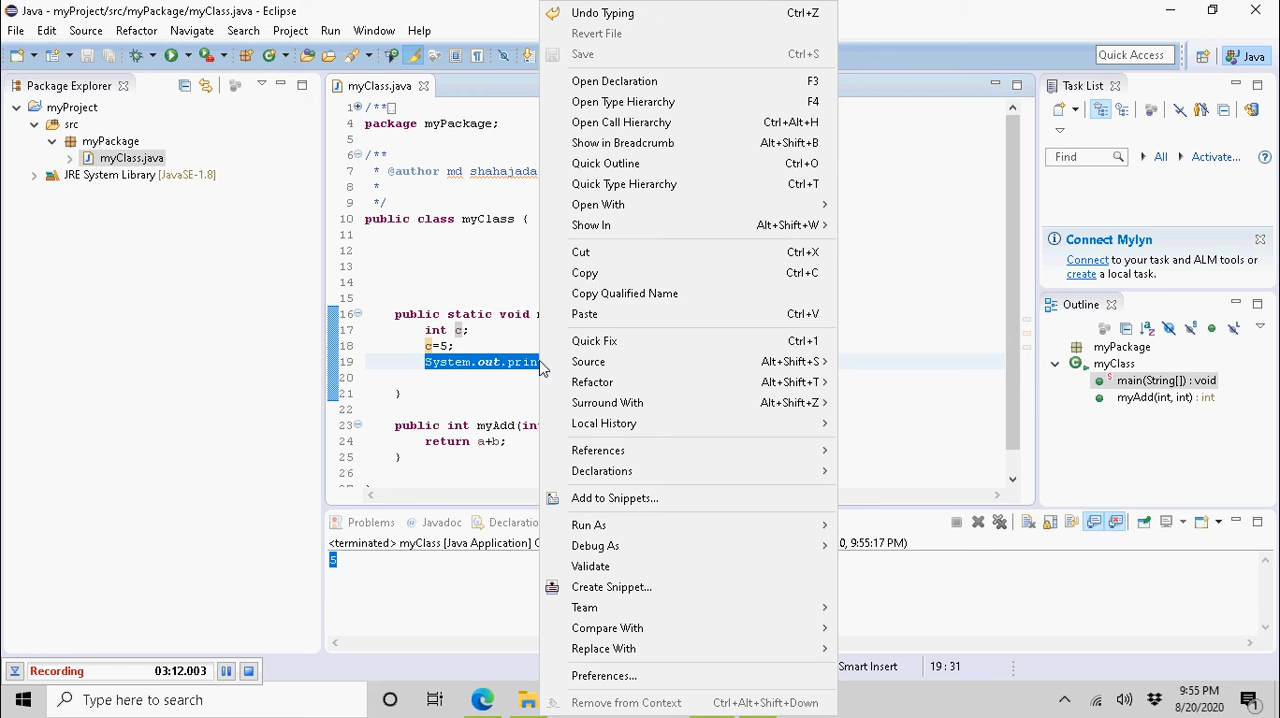 Java - myProject/src/myPackage/myClass.java - Eclipse
File Edit Source Refactor Navigate Search Project Run Window Help
Quick Access
Java
Package Explorer
myProject
src
myPackage
myClass.java
JRE System Library [JavaSE-1.8]
myClass.java
1 /**
4 package myPackage;
5
6 /**
7 * @author md shahajada
8 *
9 */
10 public class myClass {
11
12
13
14
15
16 public static void
17 int c;
18 c=5;
19 System.out.prin
20
21 }
22
23 public int myAdd(in
24 return a+b;
25 }
26
Undo Typing Ctrl+Z
Revert File
Save Ctrl+S
Open Declaration F3
Open Type Hierarchy F4
Open Call Hierarchy Ctrl+Alt+H
Show in Breadcrumb Alt+Shift+B
Quick Outline Ctrl+O
Quick Type Hierarchy Ctrl+T
Open With
Show In Alt+Shift+W
Cut Ctrl+X
Copy Ctrl+C
Copy Qualified Name
Paste Ctrl+V
Quick Fix Ctrl+1
Source Alt+Shift+S
Refactor Alt+Shift+T
Surround With Alt+Shift+Z
Local History
References
Declarations
Add to Snippets...
Run As
Debug As
Validate
Create Snippet...
Team
Compare With
Replace With
Preferences...
Remove from Context Ctrl+Alt+Shift+Down
Task List
Find All Activate...
Connect Mylyn
Connect to your task and ALM tools or
create a local task.
Outline
myPackage
myClass
main(String[]) : void
myAdd(int, int) : int
Problems Javadoc Declaratio
<terminated> myClass [Java Application]
0, 9:55:17 PM)
5
Smart Insert 19 : 31
Recording 03:12.003
Type here to search
9:55 PM
8/20/2020
1